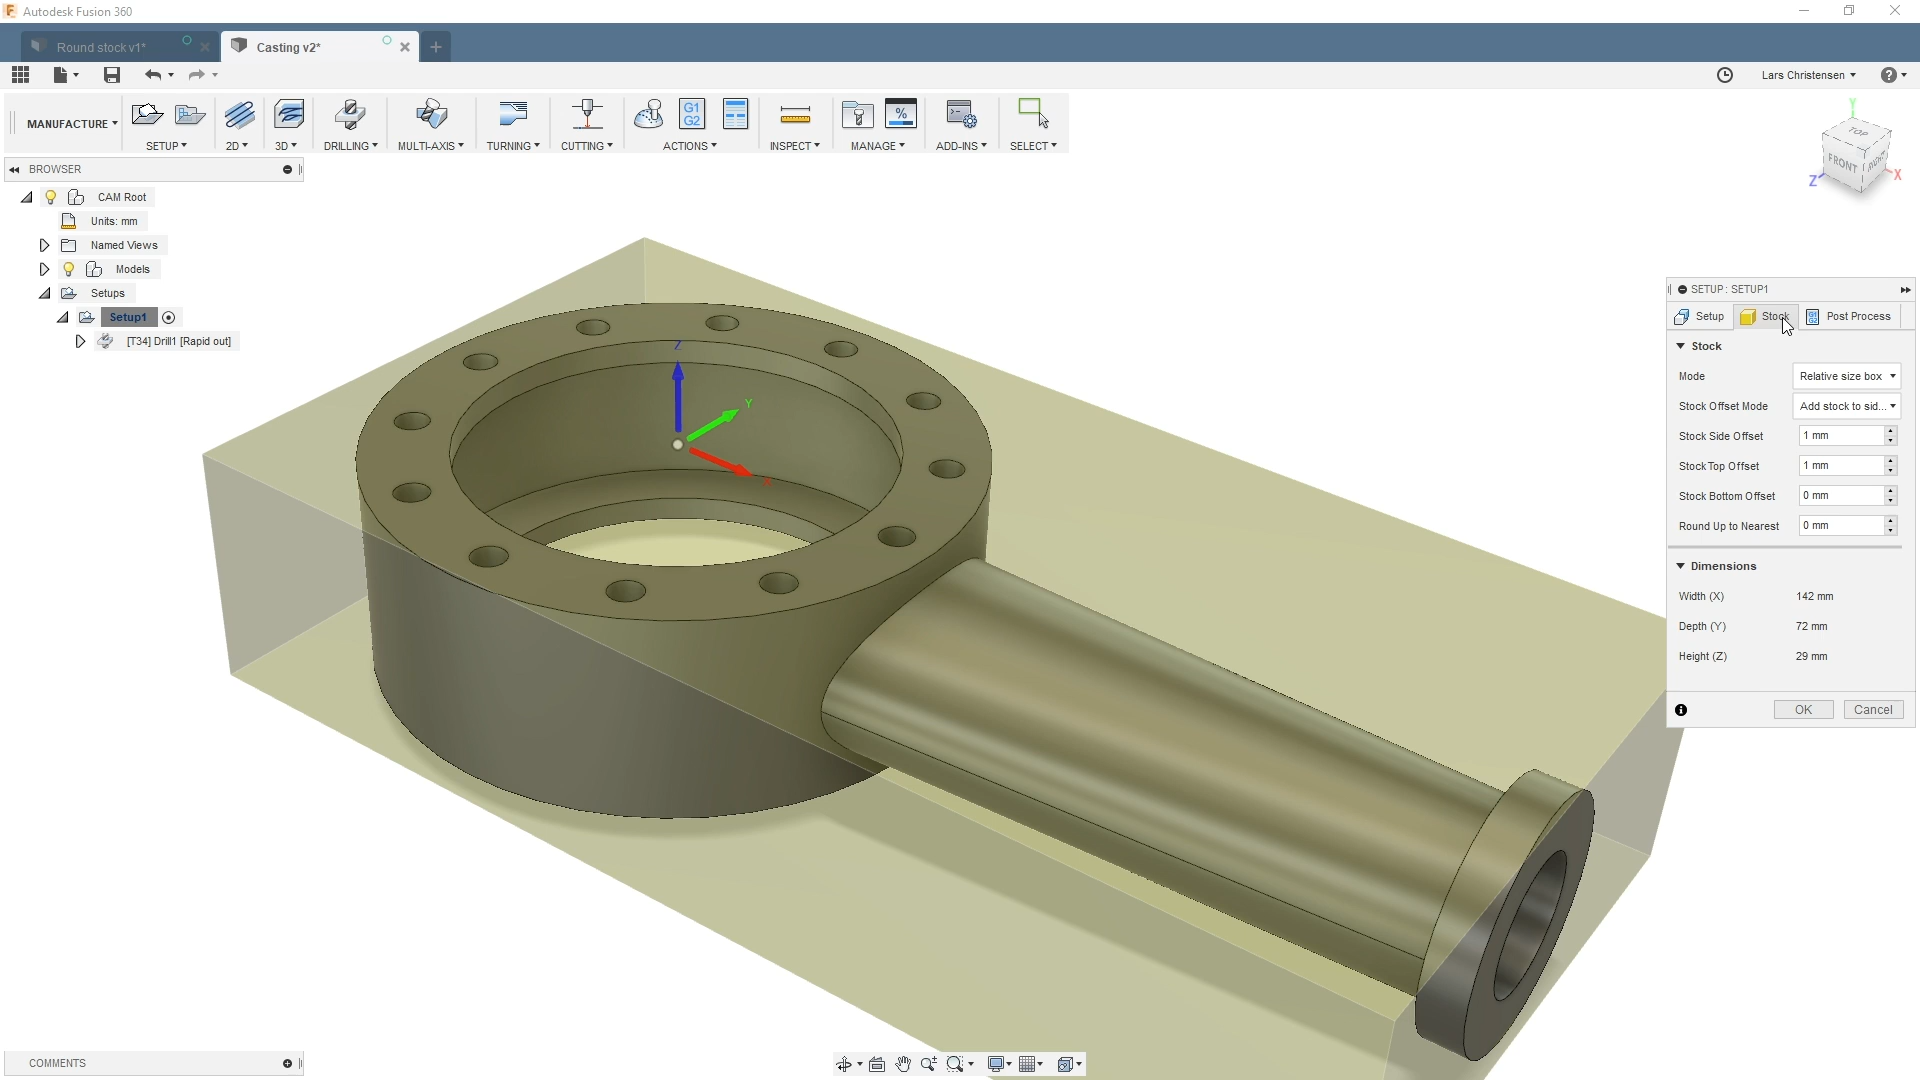 Autodesk Fusion 360
Round stock v1*
Casting v2*
Lars Christensen
MANUFACTURE
G1
G2
%
SETUP
2D
3D
DRILLING
MULTI-AXIS
TURNING
CUTTING
ACTIONS
INSPECT
MANAGE
ADD-INS
SELECT
BROWSER
CAM Root
Units: mm
Named Views
Models
Setups
Setup1
[T34] Drill1 [Rapid out]
Y
TOP
FRONT
RIGHT
Z
X
Z
Y
X
SETUP : SETUP1
Setup
Stock
Post Process
Stock
Mode
Relative size box
Stock Offset Mode
Add stock to sid...
Stock Side Offset
1 mm
Stock Top Offset
1 mm
Stock Bottom Offset
0 mm
Round Up to Nearest
0 mm
Dimensions
Width (X)
142 mm
Depth (Y)
72 mm
Height (Z)
29 mm
OK
Cancel
COMMENTS